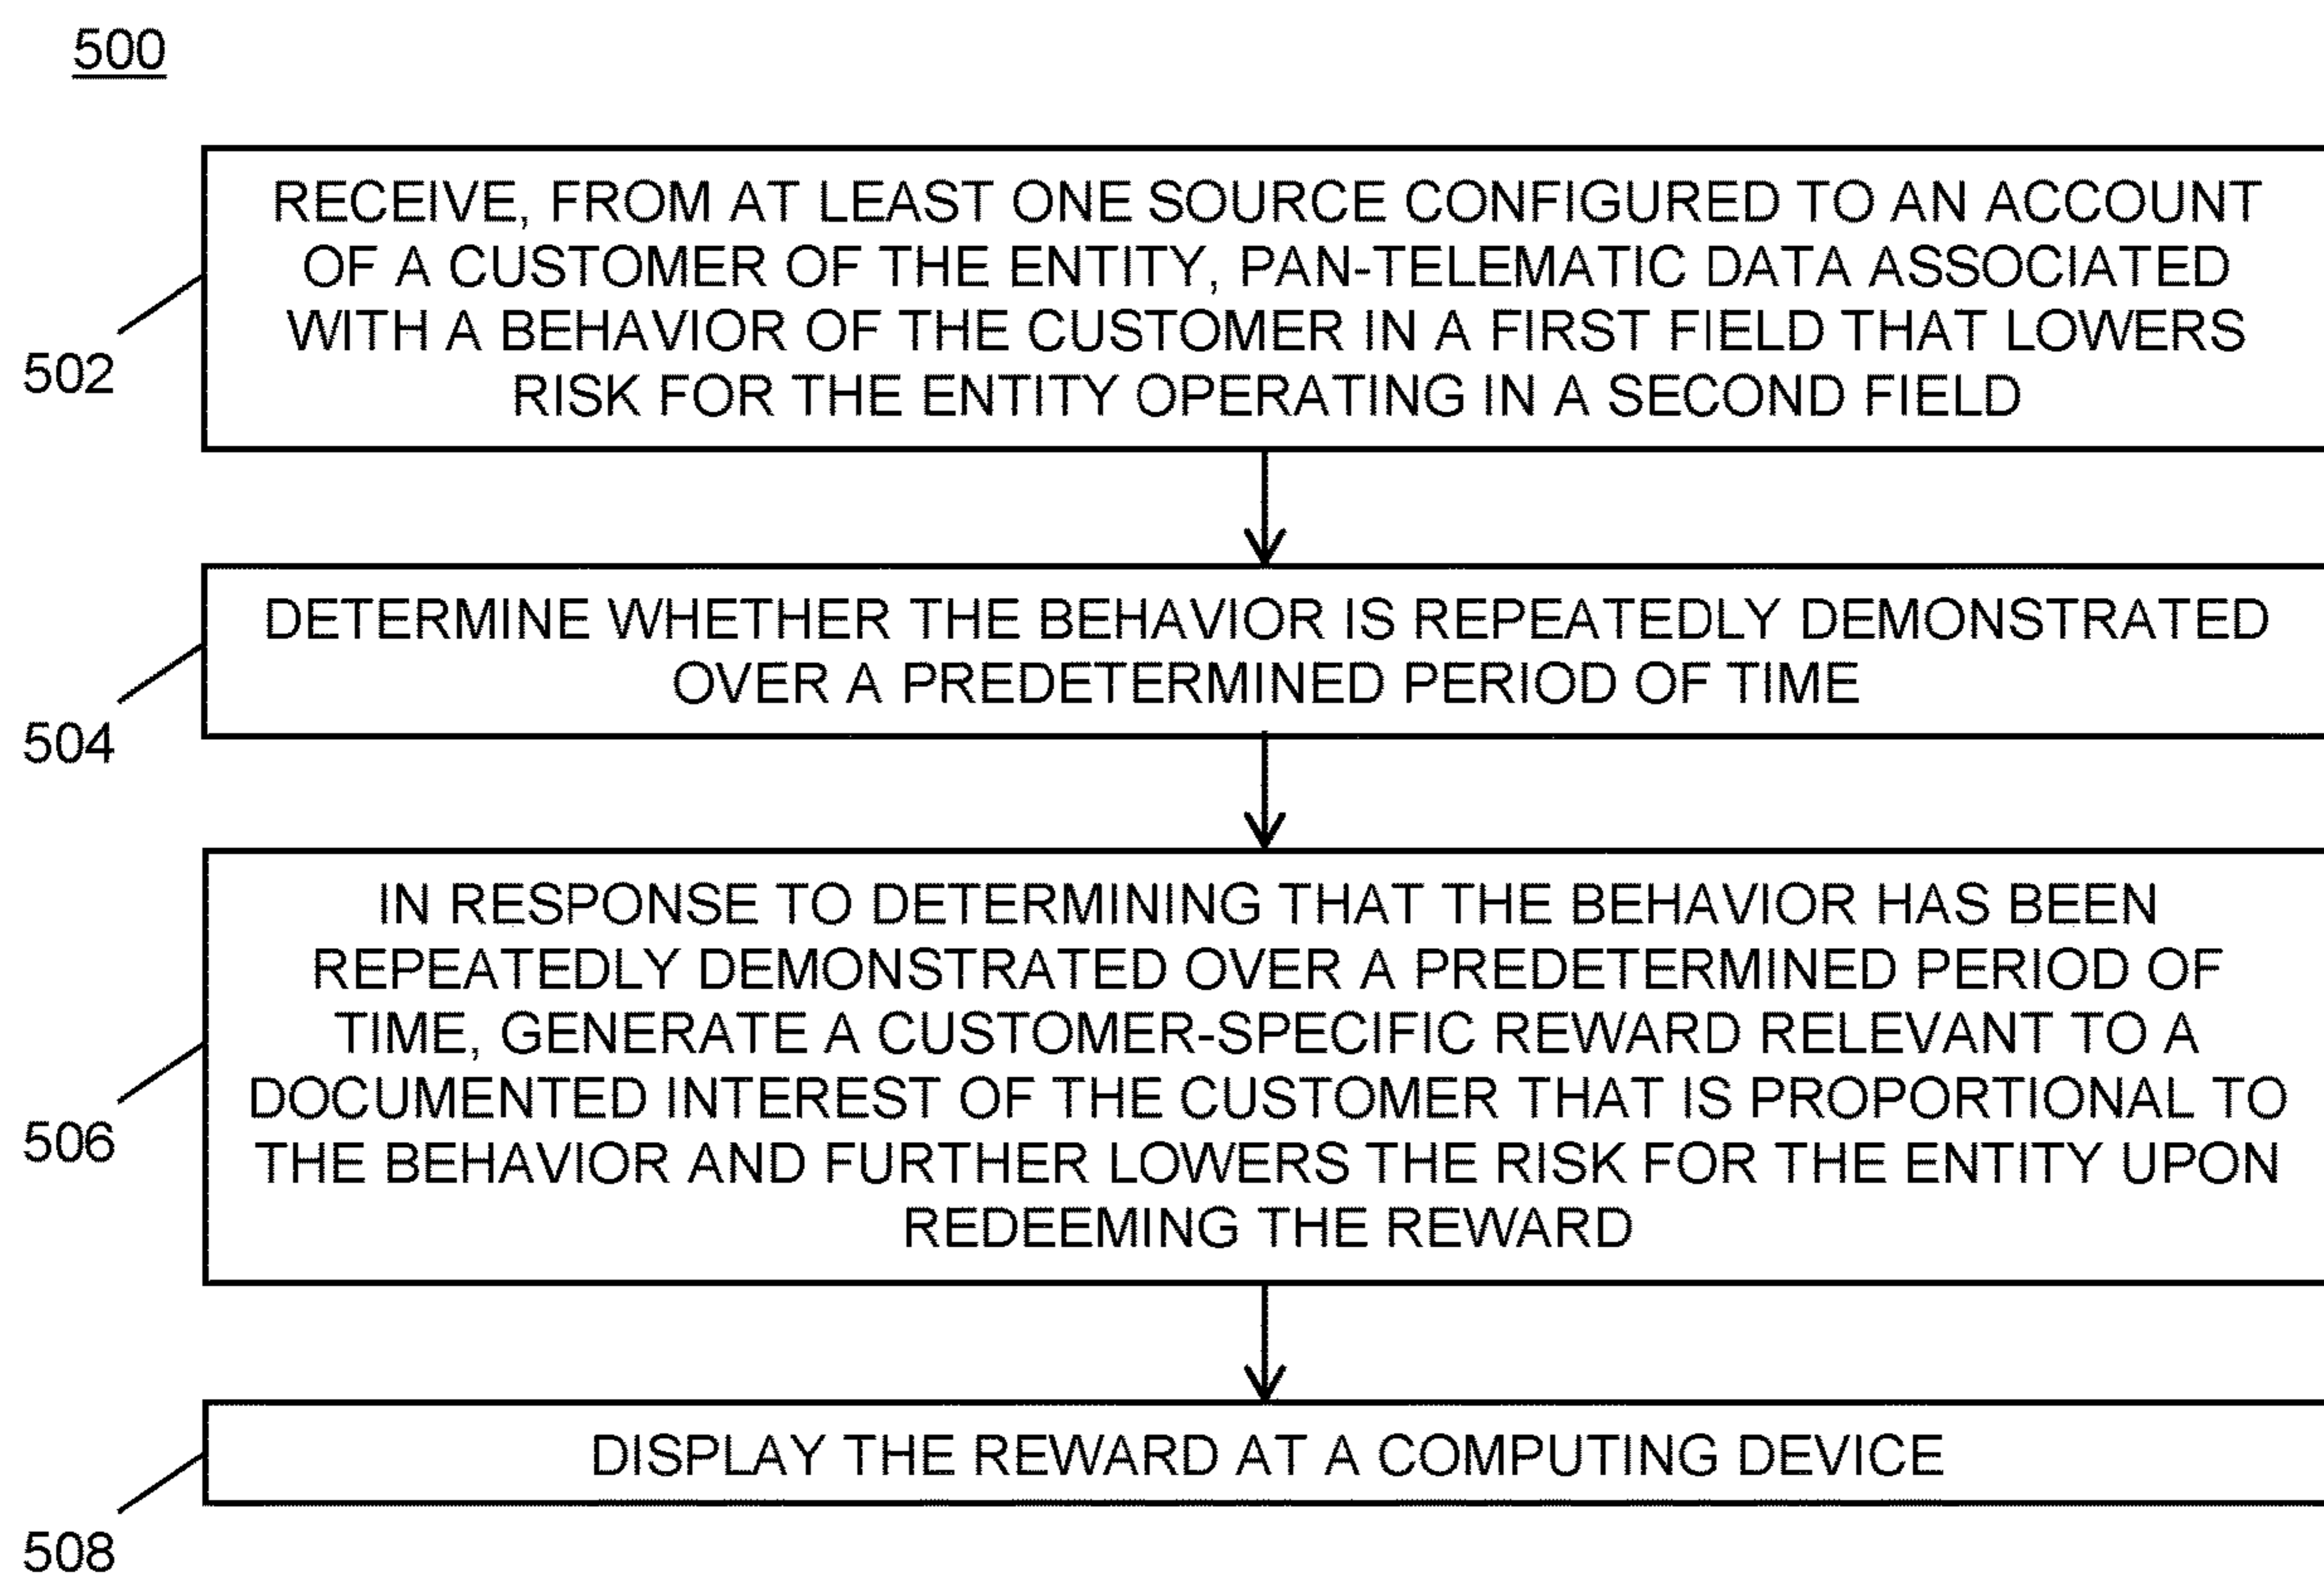 500
RECEIVE, FROM AT LEAST ONE SOURCE CONFIGURED TO AN ACCOUNT
OF A CUSTOMER OF THE ENTITY, PAN-TELEMATIC DATA ASSOCIATED
WITH A BEHAVIOR OF THE CUSTOMER IN A FIRST FIELD THAT LOWERS
RISK FOR THE ENTITY OPERATING IN A SECOND FIELD
502
DETERMINE WHETHER THE BEHAVIOR IS REPEATEDLY DEMONSTRATED
OVER A PREDETERMINED PERIOD OF TIME
504
IN RESPONSE TO DETERMINING THAT THE BEHAVIOR HAS BEEN
REPEATEDLY DEMONSTRATED OVER A PREDETERMINED PERIOD OF
TIME, GENERATE A CUSTOMER-SPECIFIC REWARD RELEVANT TO A
DOCUMENTED INTEREST OF THE CUSTOMER THAT IS PROPORTIONAL TO
THE BEHAVIOR AND FURTHER LOWERS THE RISK FOR THE ENTITY UPON
REDEEMING THE REWARD
506
DISPLAY THE REWARD AT A COMPUTING DEVICE
508